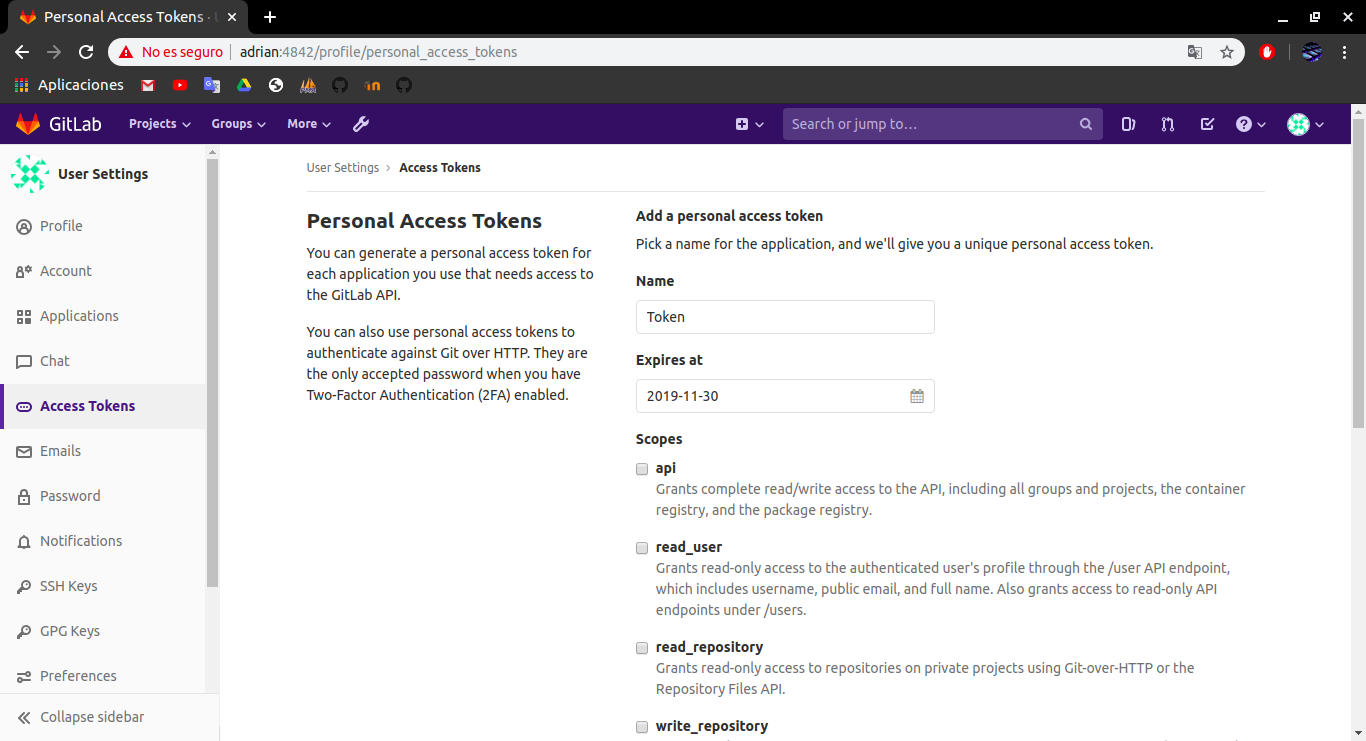 Personal Access Tokens ·
No es seguro
adrian:4842/profile/personal_access_tokens
Aplicaciones
in
GitLab
Projects
Groups
More
Search or jump to…
User Settings
Profile
Account
Applications
Chat
Access Tokens
Emails
Password
Notifications
SSH Keys
GPG Keys
Preferences
Collapse sidebar
User Settings › Access Tokens
Personal Access Tokens
You can generate a personal access token for
each application you use that needs access to
the GitLab API.
You can also use personal access tokens to
authenticate against Git over HTTP. They are
the only accepted password when you have
Two-Factor Authentication (2FA) enabled.
Add a personal access token
Pick a name for the application, and we'll give you a unique personal access token.
Name
Token
Expires at
2019-11-30
Scopes
api
Grants complete read/write access to the API, including all groups and projects, the container
registry, and the package registry.
read_user
Grants read-only access to the authenticated user's profile through the /user API endpoint,
which includes username, public email, and full name. Also grants access to read-only API
endpoints under /users.
read_repository
Grants read-only access to repositories on private projects using Git-over-HTTP or the
Repository Files API.
write_repository